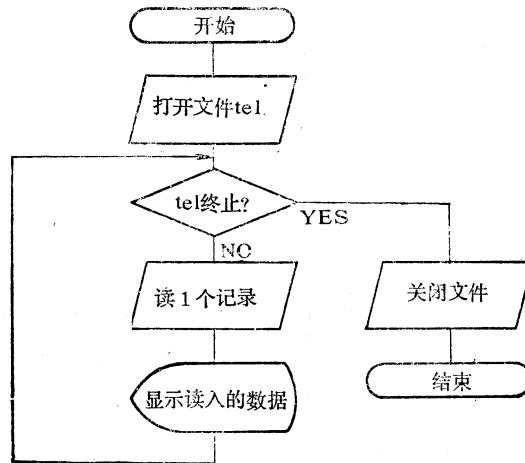 开始
打开文件tel
tel终止?
YES
NO
读1个记录
关闭文件
显示读入的数据
结束